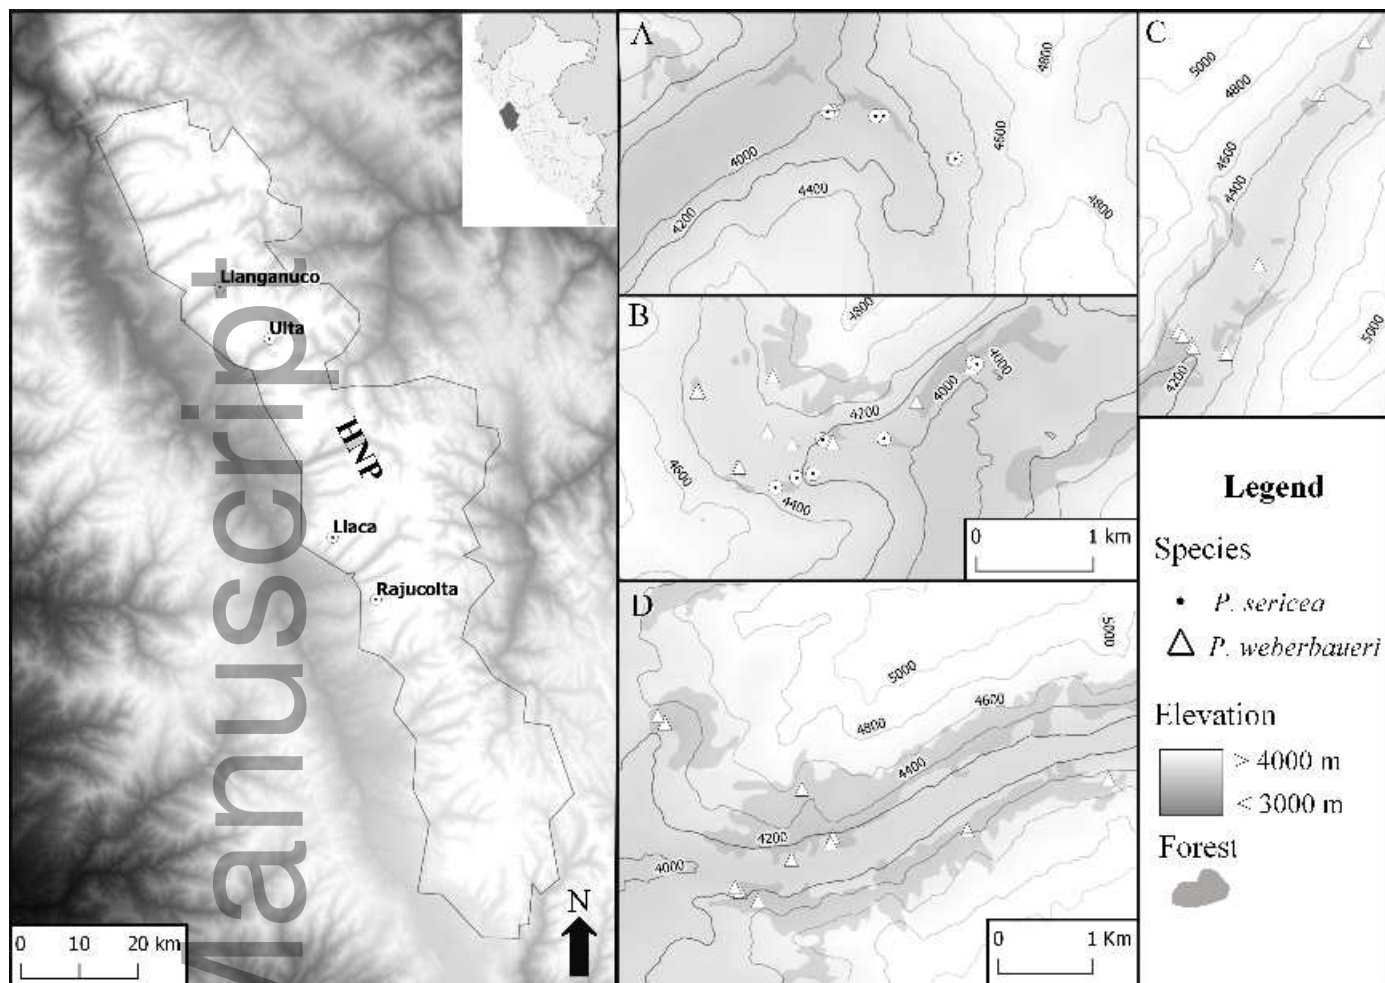 Llanganuco
Ulta
HNP
Llaca
Rajucolta
Manuscript
N
0 10 20 km
A
4800
4600
4000
4400
4200
4800
B
4800
4000
4000
4200
4600
4400
0 1 km
C
5000
4800
4600
4400
5000
4200
D
5000
5000
4600
4800
4400
4200
4000
0 1 Km
Legend
Species
P. sericea
P. weberbaueri
Elevation
> 4000 m
< 3000 m
Forest